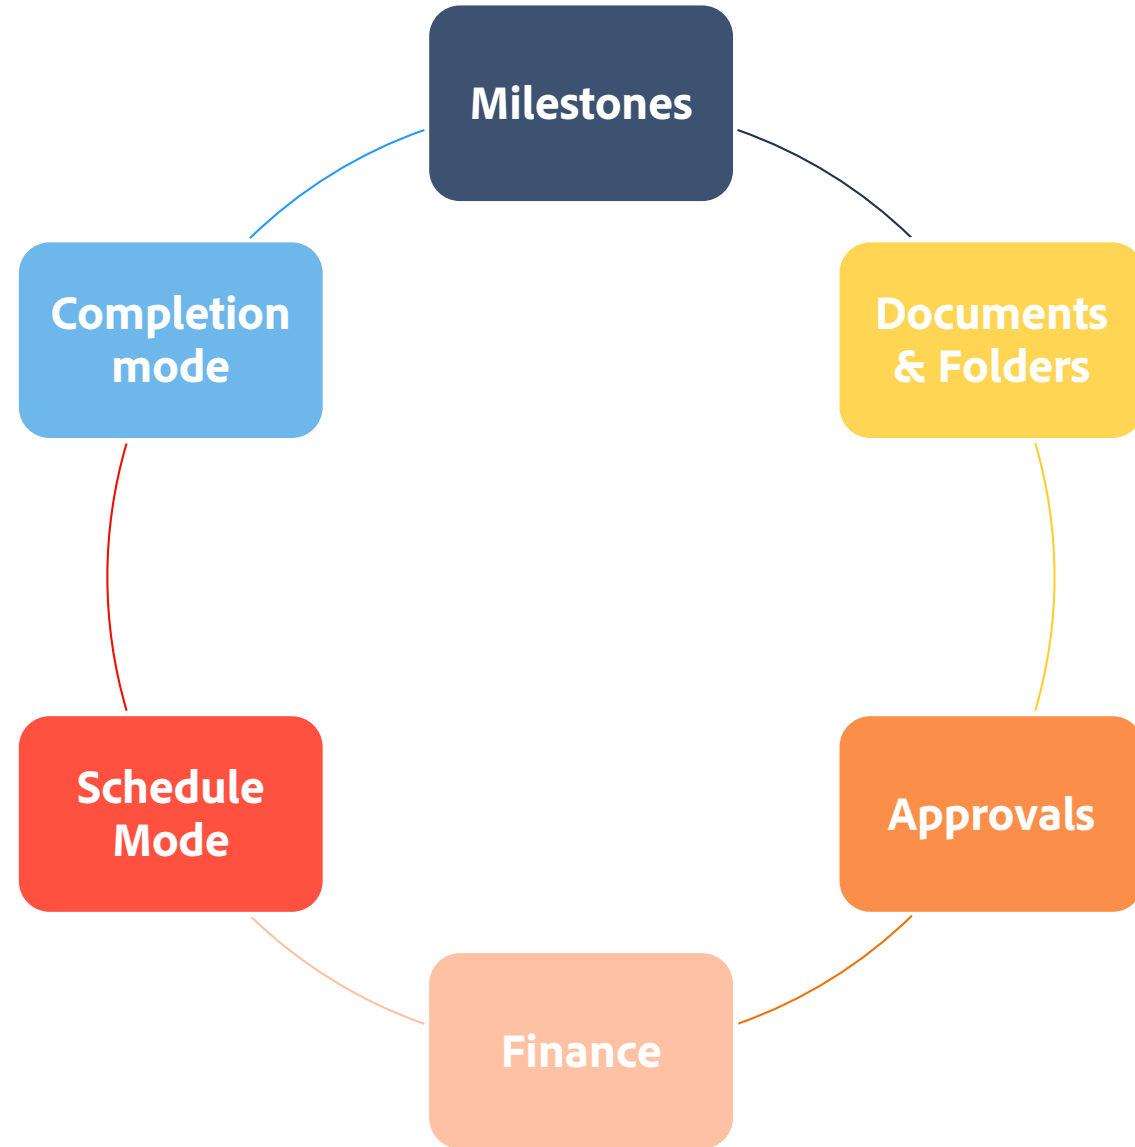 Milestones
Documents
& Folders
Approvals
Finance
Schedule
Mode
Completion
mode